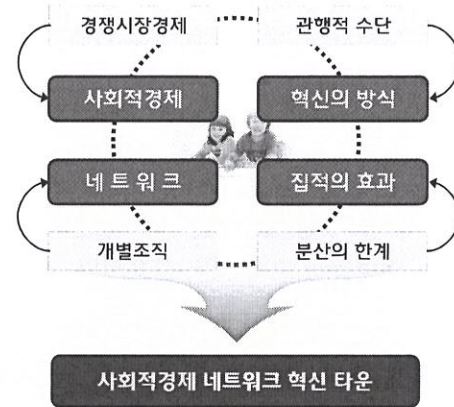 경쟁시장경제
관행적 수단
사회적경제
혁신의 방식
네 트 워 크
집적의 효과
개별조직
분산의 한계
사회적경제 네트워크 혁신 타운